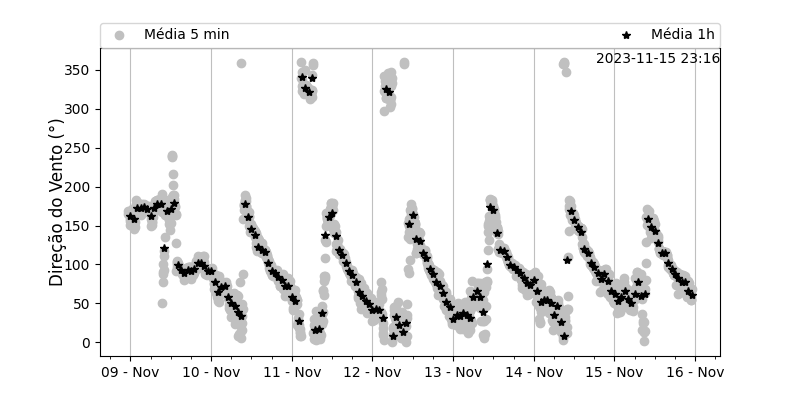 Média 5 min
Média 1h
2023-11-15 23:16
Direção do Vento (°)
350
300
250
200
150
100
50
0
09 - Nov
10 - Nov
11 - Nov
12 - Nov
13 - Nov
14 - Nov
15 - Nov
16 - Nov